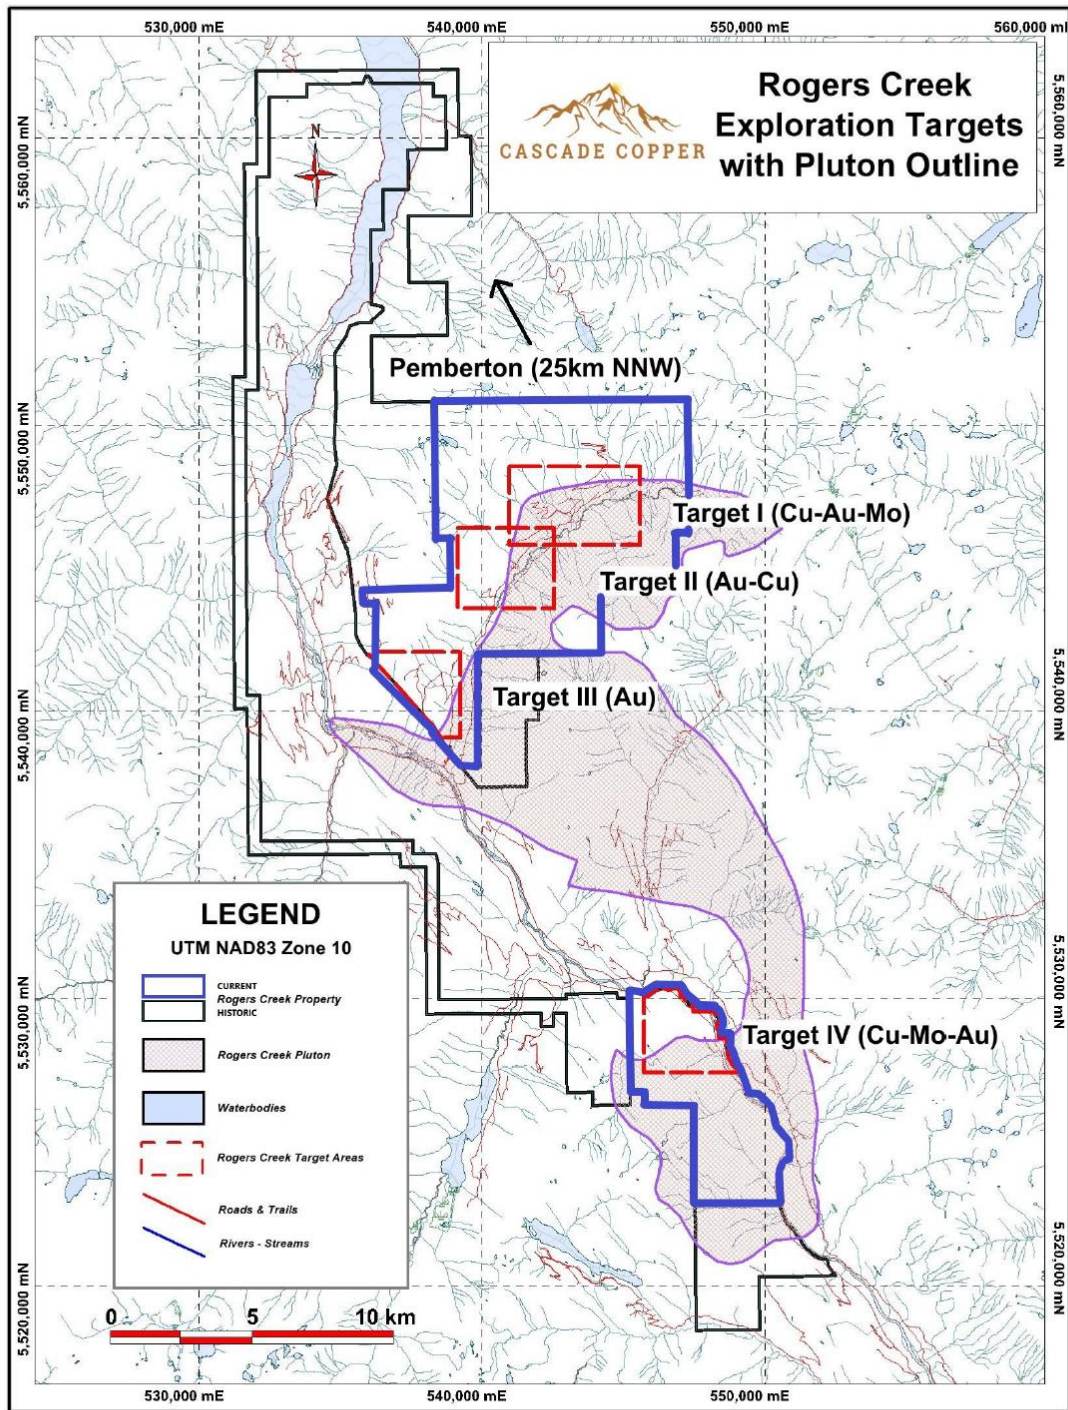 530,000 mE
540,000 mE
550,000 mE
560,000 mE
CASCADE COPPER
Rogers Creek
Exploration Targets
with Pluton Outline
N
5,560,000 mN
5,560,000 mN
Pemberton (25km NNW)
5,550,000 mN
5,550,000 mN
Target I (Cu-Au-Mo)
Target II (Au-Cu)
Target III (Au)
5,540,000 mN
5,540,000 mN
Target IV (Cu-Mo-Au)
5,530,000 mN
5,530,000 mN
LEGEND
UTM NAD83 Zone 10
CURRENT
Rogers Creek Property
HISTORIC
Rogers Creek Pluton
Waterbodies
Rogers Creek Target Areas
Roads & Trails
Rivers - Streams
5,520,000 mN
5,520,000 mN
0 5 10 km
530,000 mE
540,000 mE
550,000 mE